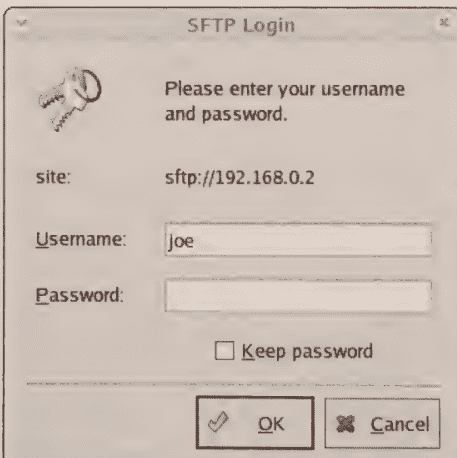 SFTP Login
Please enter your username
and password.
site: sftp://192.168.0.2
Username: joe
Password:
Keep password
OK Cancel